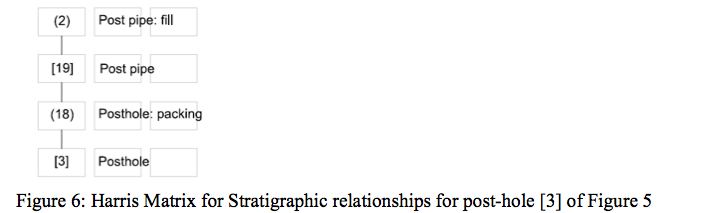 (2) Post pipe: fill
[19] Post pipe
(18) Posthole: packing
[3] Posthole
Figure 6: Harris Matrix for Stratigraphic relationships for post-hole [3] of Figure 5